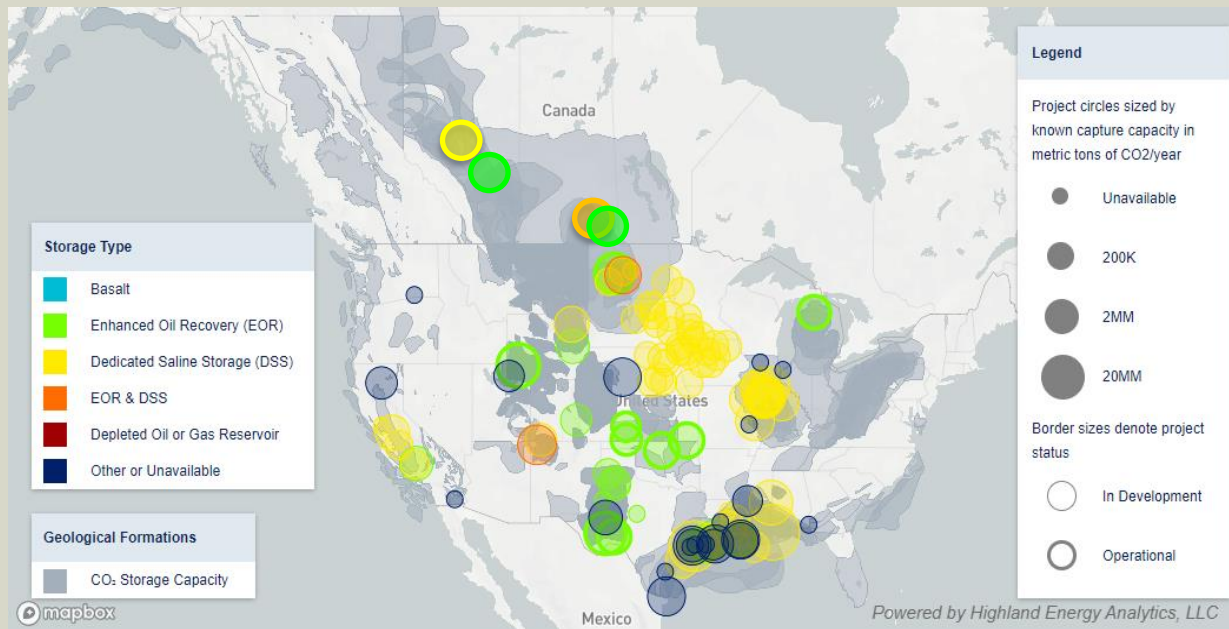 Canada
United States
Mexico
Storage Type
Basalt
Enhanced Oil Recovery (EOR)
Dedicated Saline Storage (DSS)
EOR & DSS
Depleted Oil or Gas Reservoir
Other or Unavailable
Geological Formations
CO₂ Storage Capacity
mapbox
Legend
Project circles sized by
known capture capacity in
metric tons of CO2/year
Unavailable
200K
2MM
20MM
Border sizes denote project
status
In Development
Operational
Powered by Highland Energy Analytics, LLC